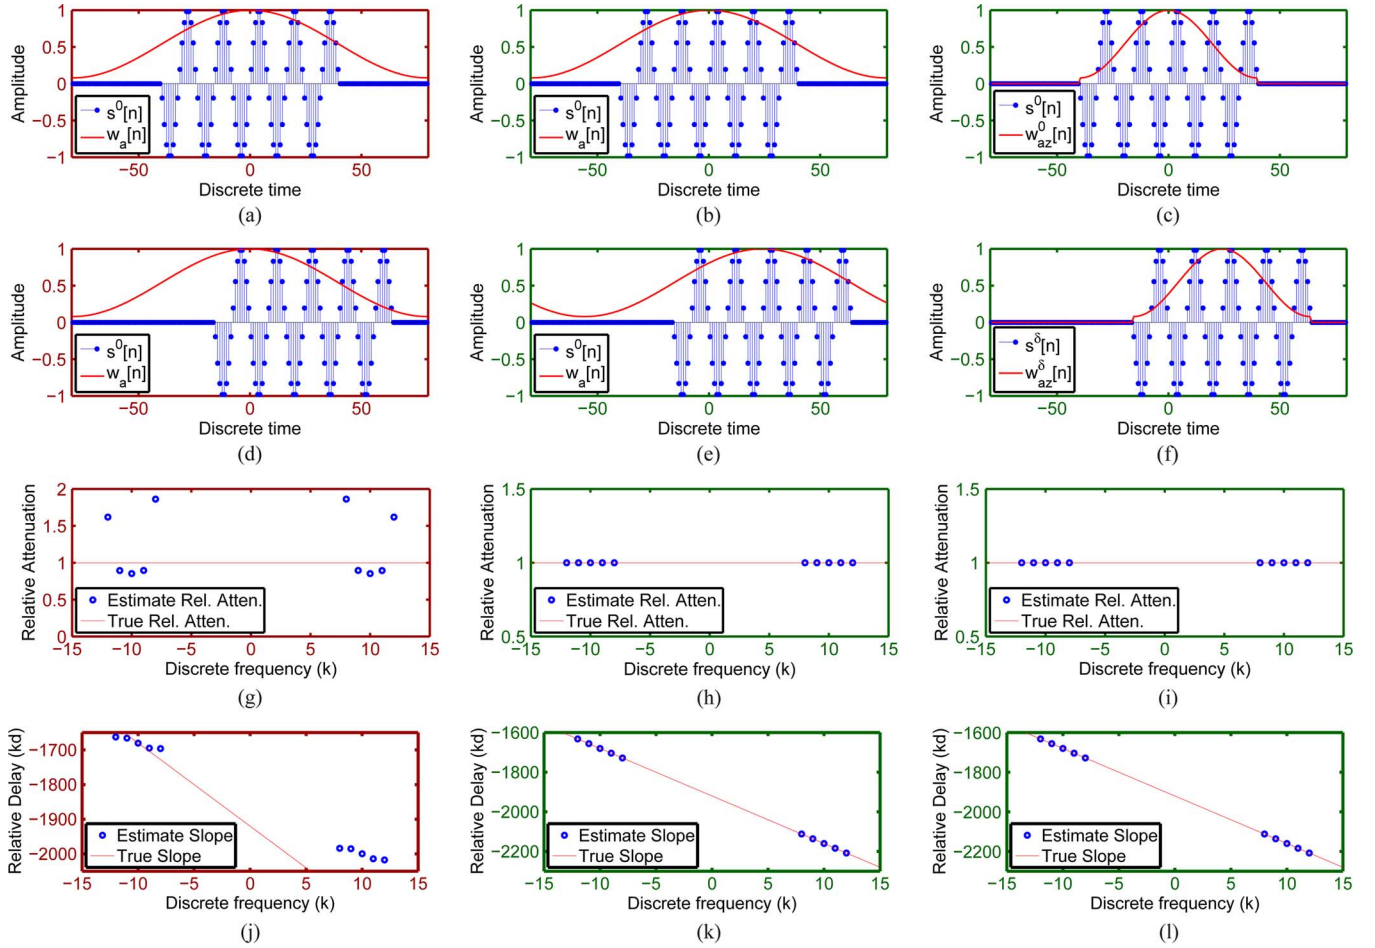 1
0.5
0
−0.5
−1
Amplitude
s⁰[n]
wₐ[n]
−50
0
50
Discrete time
(a)
1
0.5
0
−0.5
−1
Amplitude
s⁰[n]
wₐ[n]
−50
0
50
Discrete time
(b)
1
0.5
0
−0.5
−1
Amplitude
s⁰[n]
w⁰_az[n]
−50
0
50
Discrete time
(c)
1
0.5
0
−0.5
−1
Amplitude
s⁰[n]
wₐ[n]
−50
0
50
Discrete time
(d)
1
0.5
0
−0.5
−1
Amplitude
s⁰[n]
wₐ[n]
−50
0
50
Discrete time
(e)
1
0.5
0
−0.5
−1
Amplitude
s^δ[n]
w^δ_az[n]
−50
0
50
Discrete time
(f)
2
1.5
1
0.5
0
Relative Attenuation
Estimate Rel. Atten.
True Rel. Atten.
−15 −10 −5 0 5 10 15
Discrete frequency (k)
(g)
1.5
1
0.5
Relative Attenuation
Estimate Rel. Atten.
True Rel. Atten.
−15 −10 −5 0 5 10 15
Discrete frequency (k)
(h)
1.5
1
0.5
Relative Attenuation
Estimate Rel. Atten.
True Rel. Atten.
−15 −10 −5 0 5 10 15
Discrete frequency (k)
(i)
−1700
−1800
−1900
−2000
Relative Delay (kd)
Estimate Slope
True Slope
−15 −10 −5 0 5 10 15
Discrete frequency (k)
(j)
−1600
−1800
−2000
−2200
Relative Delay (kd)
Estimate Slope
True Slope
−15 −10 −5 0 5 10 15
Discrete frequency (k)
(k)
−1600
−1800
−2000
−2200
Relative Delay (kd)
Estimate Slope
True Slope
−15 −10 −5 0 5 10 15
Discrete frequency (k)
(l)